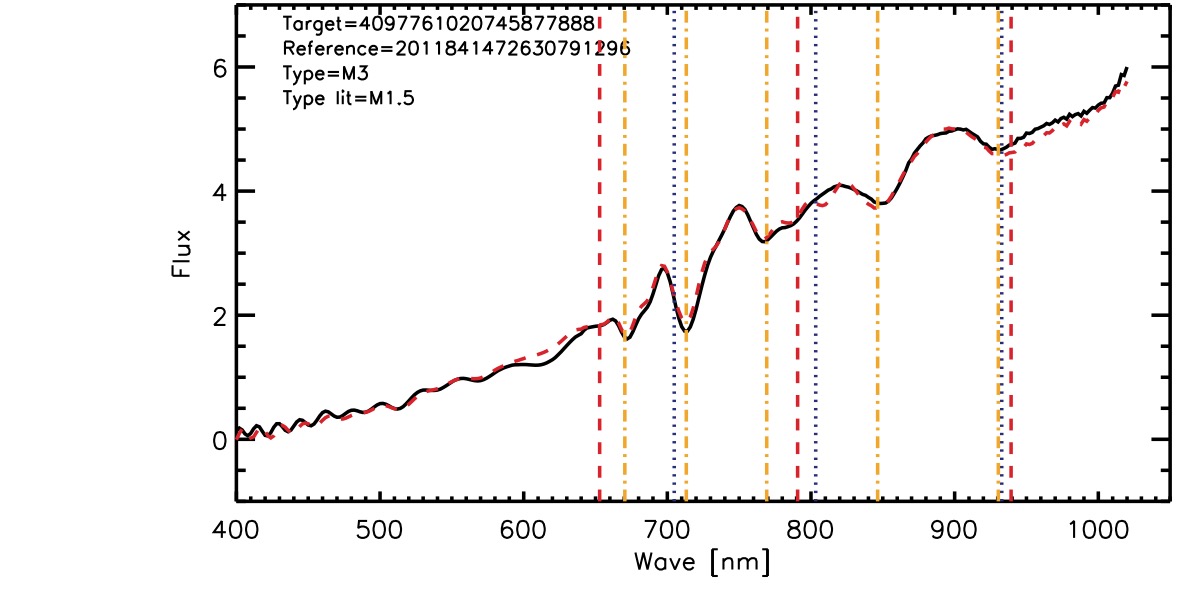 Target=4097761020745877888
Reference=2011841472630791296
Type=M3
Type lit=M1.5
6
4
2
0
Flux
400 500 600 700 800 900 1000
Wave [nm]